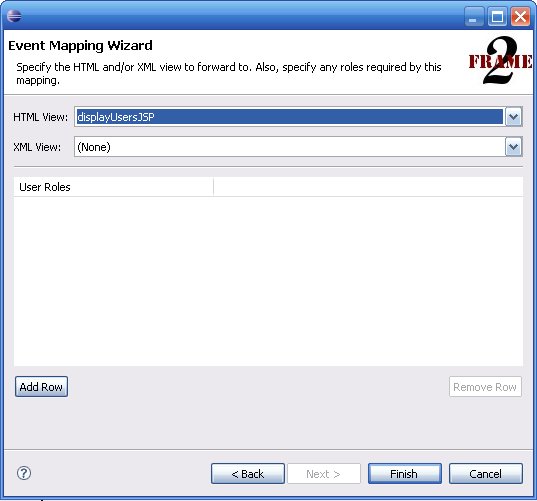 Event Mapping Wizard
Specify the HTML and/or XML view to forward to. Also, specify any roles required by this
mapping.
FRAME
2
HTML View: displayUsersJSP
XML View: (None)
User Roles
Add Row Remove Row
? < Back Next > Finish Cancel